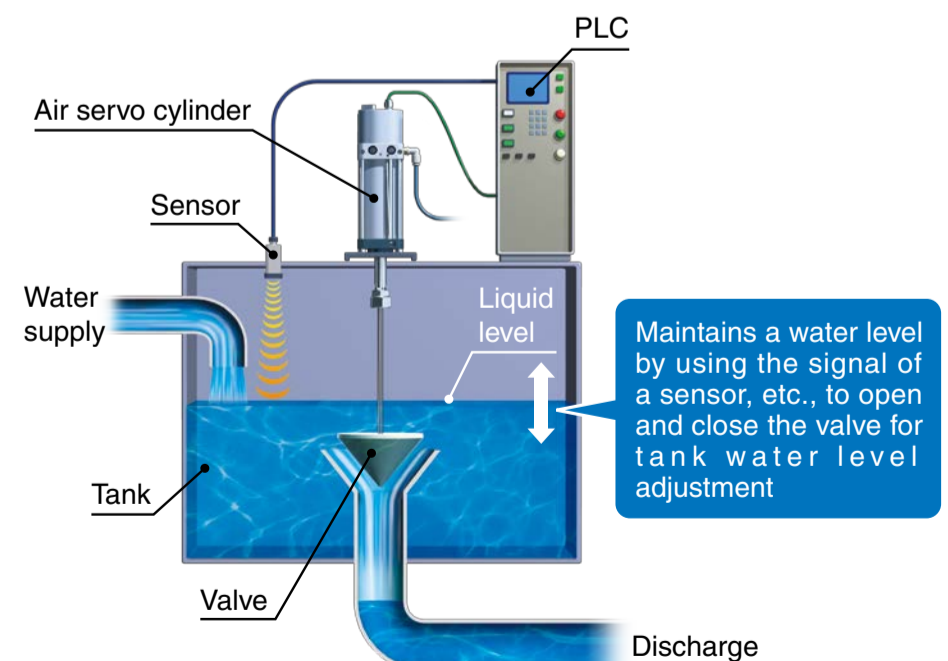 PLC
Air servo cylinder
Sensor
Water
supply
Liquid
level
Maintains a water level
by using the signal of
a sensor, etc., to open
and close the valve for
tank water level
adjustment
Tank
Valve
Discharge